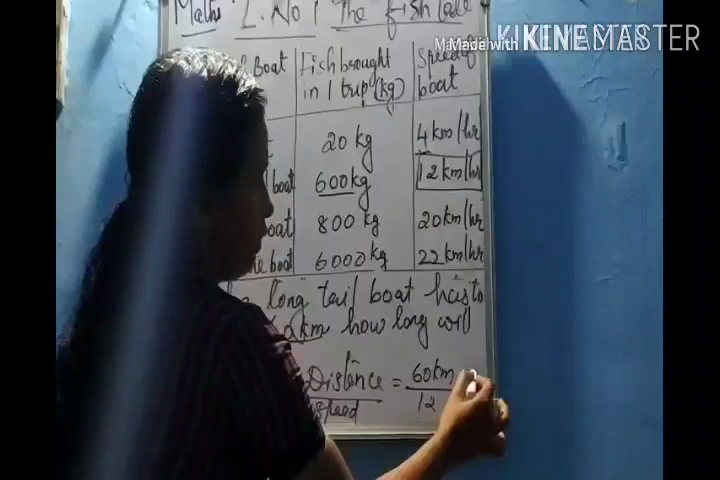 Made with KINEMASTER
Maths L. No 1 The fish tale
Boat Fish brought Speed of
in 1 trip (kg) boat
20 kg 4 km/hr
boat 600 kg 12 km/hr
boat 800 kg 20 km/hr
boat 6000 kg 22 km/hr
long tail boat has to
km how long will
Distance = 60 km
speed 12